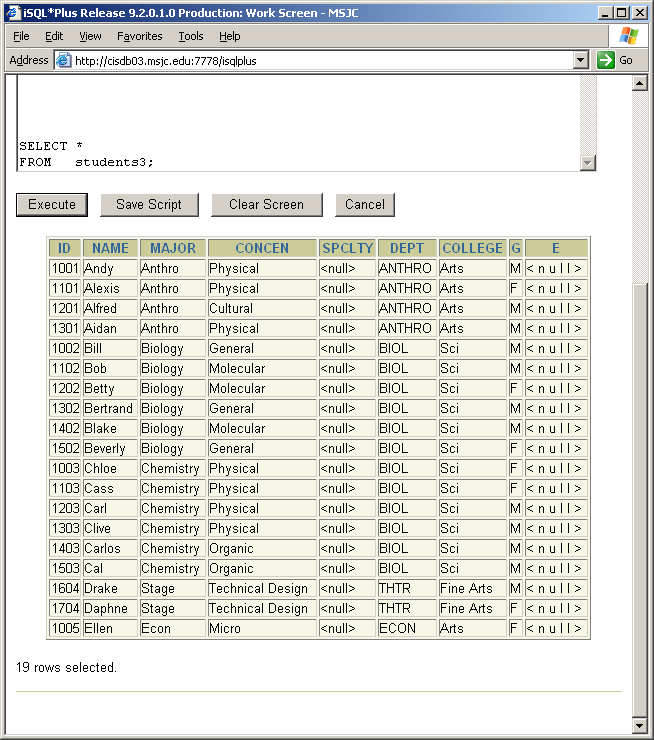 iSQL*Plus Release 9.2.0.1.0 Production: Work Screen - MSJC
File Edit View Favorites Tools Help
Address http://cisdb03.msjc.edu:7778/isqlplus Go
SELECT *
FROM students3;
Execute Save Script Clear Screen Cancel
ID NAME MAJOR CONCEN SPCLTY DEPT COLLEGE G E
1001 Andy Anthro Physical <null> ANTHRO Arts M < n u l l >
1101 Alexis Anthro Physical <null> ANTHRO Arts F < n u l l >
1201 Alfred Anthro Cultural <null> ANTHRO Arts M < n u l l >
1301 Aidan Anthro Physical <null> ANTHRO Arts M < n u l l >
1002 Bill Biology General <null> BIOL Sci M < n u l l >
1102 Bob Biology Molecular <null> BIOL Sci M < n u l l >
1202 Betty Biology Molecular <null> BIOL Sci F < n u l l >
1302 Bertrand Biology General <null> BIOL Sci M < n u l l >
1402 Blake Biology Molecular <null> BIOL Sci M < n u l l >
1502 Beverly Biology General <null> BIOL Sci F < n u l l >
1003 Chloe Chemistry Physical <null> BIOL Sci F < n u l l >
1103 Cass Chemistry Physical <null> BIOL Sci F < n u l l >
1203 Carl Chemistry Physical <null> BIOL Sci M < n u l l >
1303 Clive Chemistry Physical <null> BIOL Sci M < n u l l >
1403 Carlos Chemistry Organic <null> BIOL Sci M < n u l l >
1503 Cal Chemistry Organic <null> BIOL Sci M < n u l l >
1604 Drake Stage Technical Design <null> THTR Fine Arts M < n u l l >
1704 Daphne Stage Technical Design <null> THTR Fine Arts F < n u l l >
1005 Ellen Econ Micro <null> ECON Arts F < n u l l >
19 rows selected.